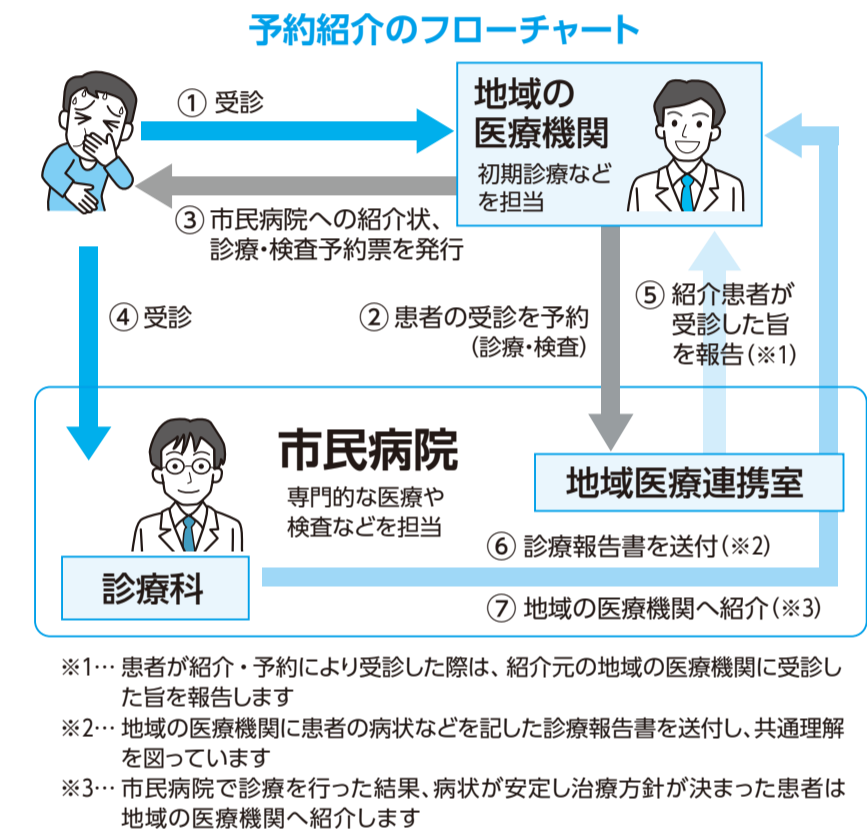 予約紹介のフローチャート
① 受診
地域の
医療機関
初期診療など
を担当
③ 市民病院への紹介状、
診療・検査予約票を発行
④ 受診
② 患者の受診を予約
(診療・検査)
⑤ 紹介患者が
受診した旨
を報告(※1)
市民病院
専門的な医療や
検査などを担当
地域医療連携室
診療科
⑥ 診療報告書を送付(※2)
⑦ 地域の医療機関へ紹介(※3)
※1… 患者が紹介・予約により受診した際は、紹介元の地域の医療機関に受診し
た旨を報告します
※2… 地域の医療機関に患者の病状などを記した診療報告書を送付し、共通理解
を図っています
※3… 市民病院で診療を行った結果、病状が安定し治療方針が決まった患者は
地域の医療機関へ紹介します